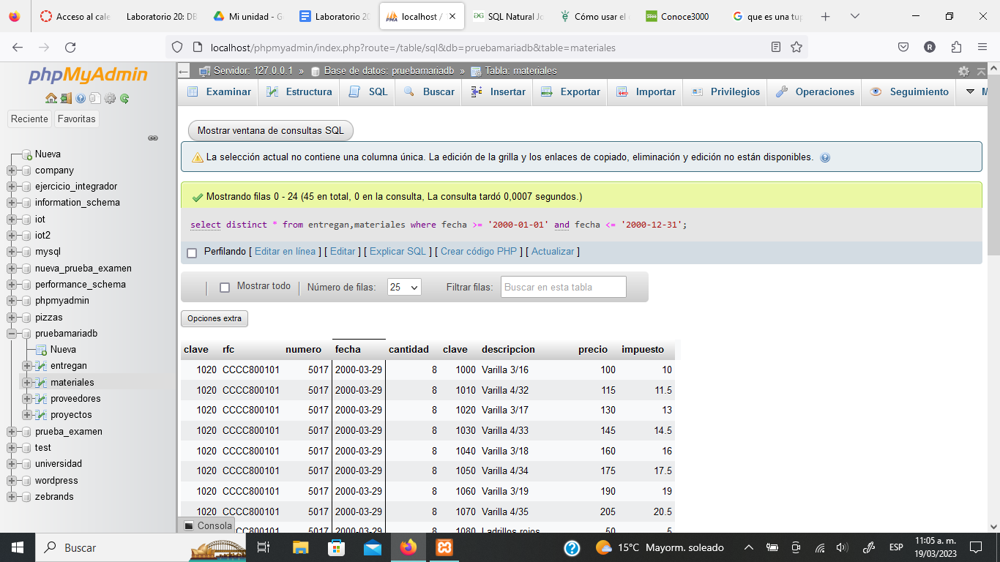 Acceso al cale
Laboratorio 20: DB
Mi unidad - G
Laboratorio 20
localhost /
SQL Natural Jo
Cómo usar el
Conoce3000
que es una tup
localhost/phpmyadmin/index.php?route=/table/sql&db=pruebamariadb&table=materiales
phpMyAdmin
Reciente Favoritas
Nueva
company
ejercicio_integrador
information_schema
iot
iot2
mysql
nueva_prueba_examen
performance_schema
phpmyadmin
pizzas
pruebamariadb
Nueva
entregan
materiales
proveedores
proyectos
prueba_examen
test
universidad
wordpress
zebrands
Servidor: 127.0.0.1 » Base de datos: pruebamariadb » Tabla: materiales
Examinar Estructura SQL Buscar Insertar Exportar Importar Privilegios Operaciones Seguimiento M
Mostrar ventana de consultas SQL
La selección actual no contiene una columna única. La edición de la grilla y los enlaces de copiado, eliminación y edición no están disponibles.
Mostrando filas 0 - 24 (45 en total, 0 en la consulta, La consulta tardó 0,0007 segundos.)
select distinct * from entregan,materiales where fecha >= '2000-01-01' and fecha <= '2000-12-31';
Perfilando [ Editar en línea ] [ Editar ] [ Explicar SQL ] [ Crear código PHP ] [ Actualizar ]
Mostrar todo | Número de filas: 25 Filtrar filas: Buscar en esta tabla
Opciones extra
clave rfc numero fecha cantidad clave descripcion precio impuesto
1020 CCCC800101 5017 2000-03-29 8 1000 Varilla 3/16 100 10
1020 CCCC800101 5017 2000-03-29 8 1010 Varilla 4/32 115 11.5
1020 CCCC800101 5017 2000-03-29 8 1020 Varilla 3/17 130 13
1020 CCCC800101 5017 2000-03-29 8 1030 Varilla 4/33 145 14.5
1020 CCCC800101 5017 2000-03-29 8 1040 Varilla 3/18 160 16
1020 CCCC800101 5017 2000-03-29 8 1050 Varilla 4/34 175 17.5
1020 CCCC800101 5017 2000-03-29 8 1060 Varilla 3/19 190 19
1020 CCCC800101 5017 2000-03-29 8 1070 Varilla 4/35 205 20.5
CCC800101 5017 2000-03-29 8 1080 Ladrillos rojos 50 5
Consola
Buscar
15°C Mayorm. soleado
ESP
11:05 a. m.
19/03/2023